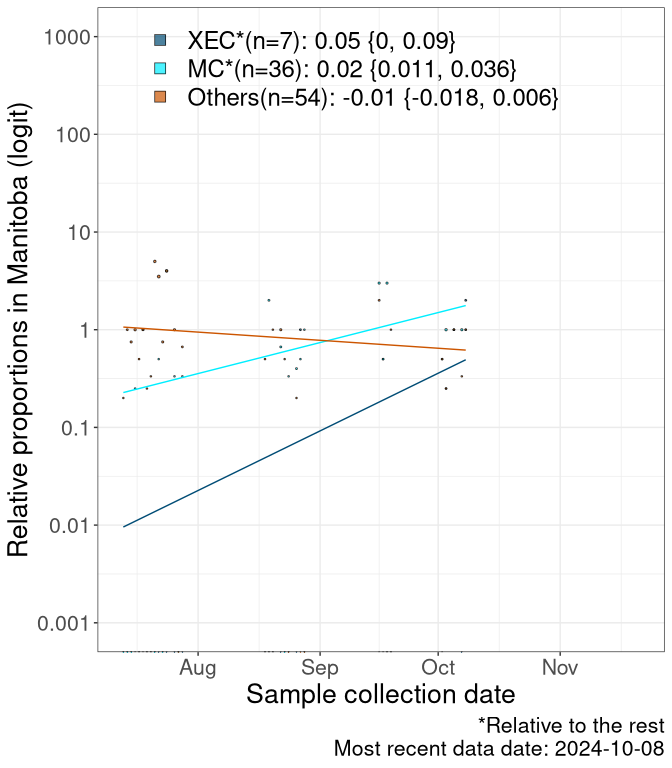 XEC*(n=7): 0.05 {0, 0.09}
MC*(n=36): 0.02 {0.011, 0.036}
Others(n=54): -0.01 {-0.018, 0.006}
Relative proportions in Manitoba (logit)
1000
100
10
1
0.1
0.01
0.001
Aug Sep Oct Nov
Sample collection date
*Relative to the rest
Most recent data date: 2024-10-08